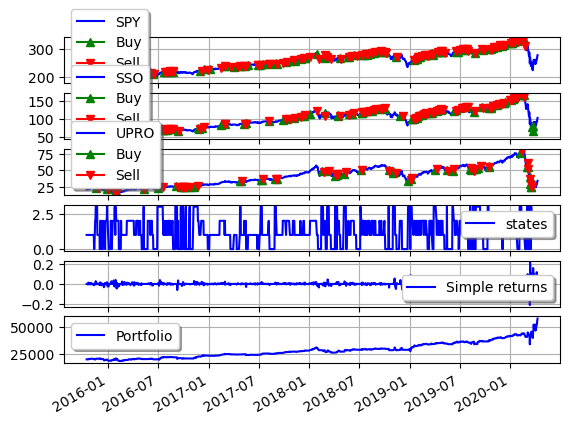 SPY
Buy
Sell
300
200
SSO
Buy
Sell
150
100
50
UPRO
Buy
Sell
75
50
25
states
2.5
0.0
Simple returns
0.2
0.0
−0.2
Portfolio
50000
25000
2016-01 2016-07 2017-01 2017-07 2018-01 2018-07 2019-01 2019-07 2020-01